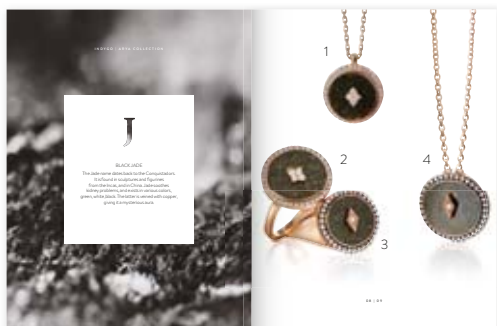 J
BLACK JADE
The Jade name dates back to the Conquistadors.
It is found in sculptures and figurines
from the Incas, and in China. Jade soothes
kidney problems, and exists in various colors,
green, white, black. The latter is veined with copper,
giving it a mysterious aura.
1
2
3
4